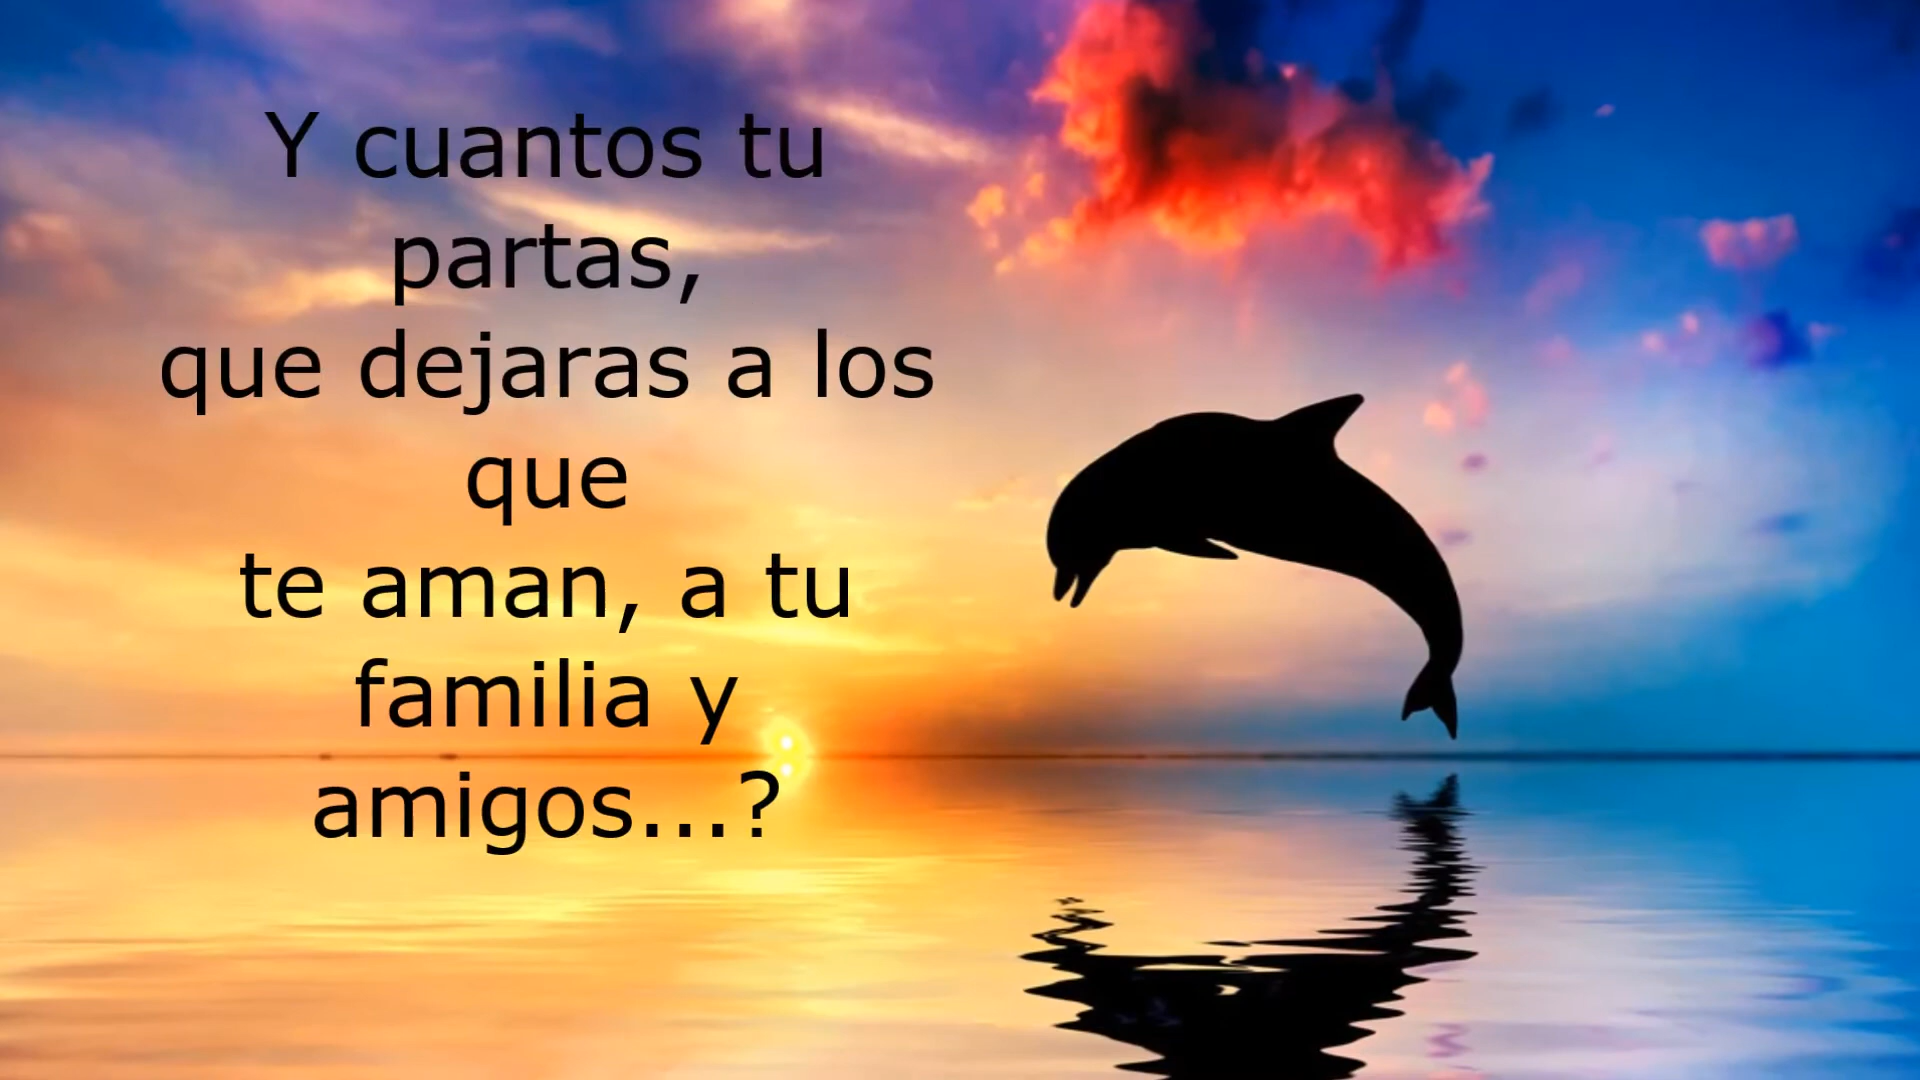 Y cuantos tu
partas,
que dejaras a los
que
te aman, a tu
familia y
amigos...?